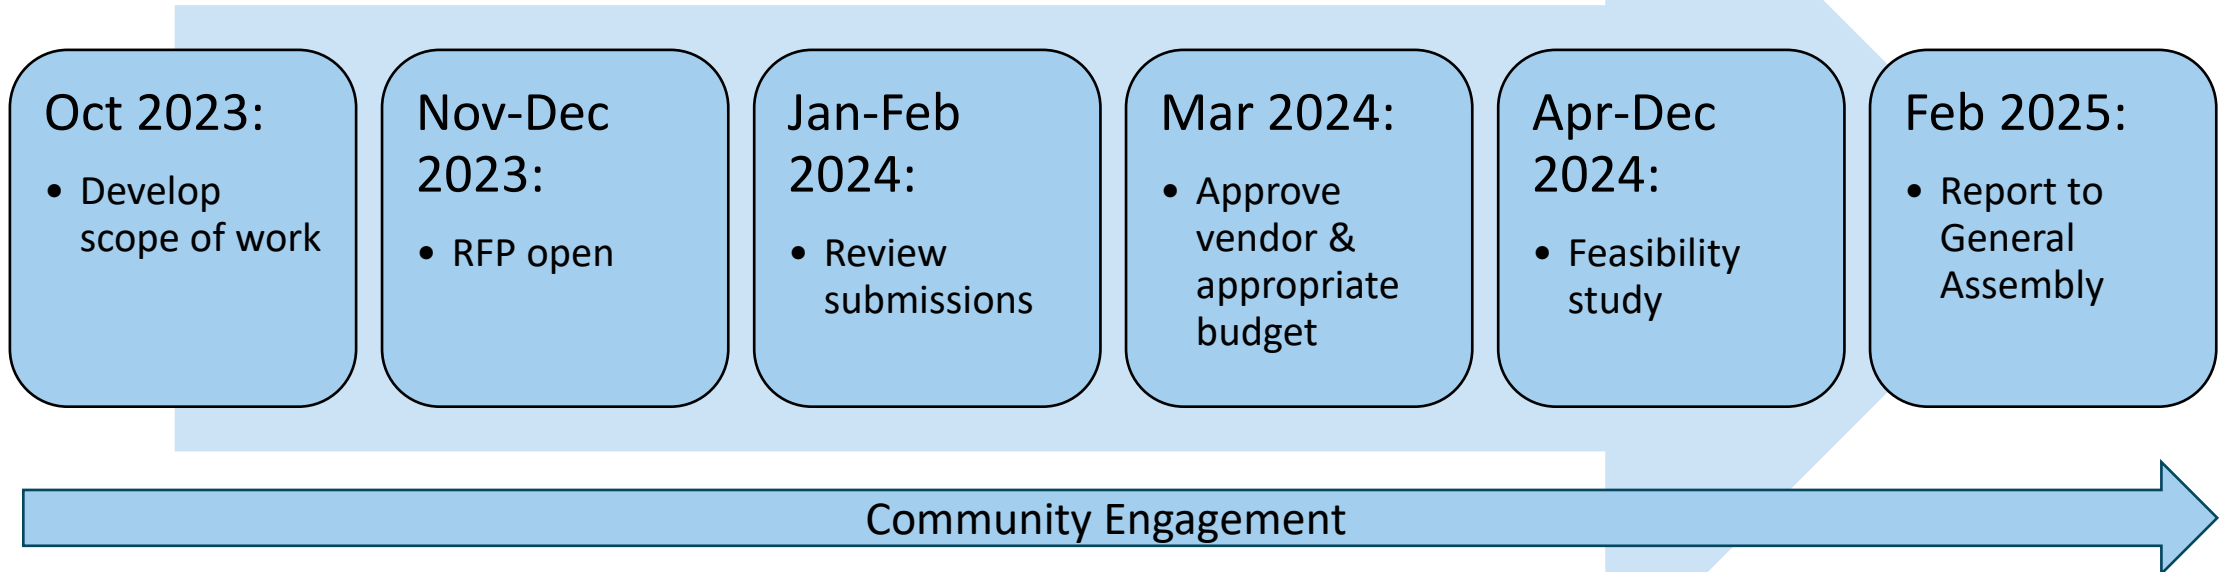 Oct 2023:
• Develop
scope of work
Nov-Dec
2023:
• RFP open
Jan-Feb
2024:
• Review
submissions
Mar 2024:
• Approve
vendor &
appropriate
budget
Apr-Dec
2024:
• Feasibility
study
Feb 2025:
• Report to
General
Assembly
Community Engagement